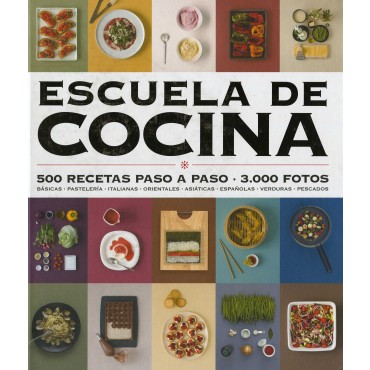 ESCUELA DE
COCINA
500 RECETAS PASO A PASO · 3.000 FOTOS
BÁSICAS · PASTELERÍA · ITALIANAS · ORIENTALES · ASIÁTICAS · ESPAÑOLAS · VERDURAS · PESCADOS